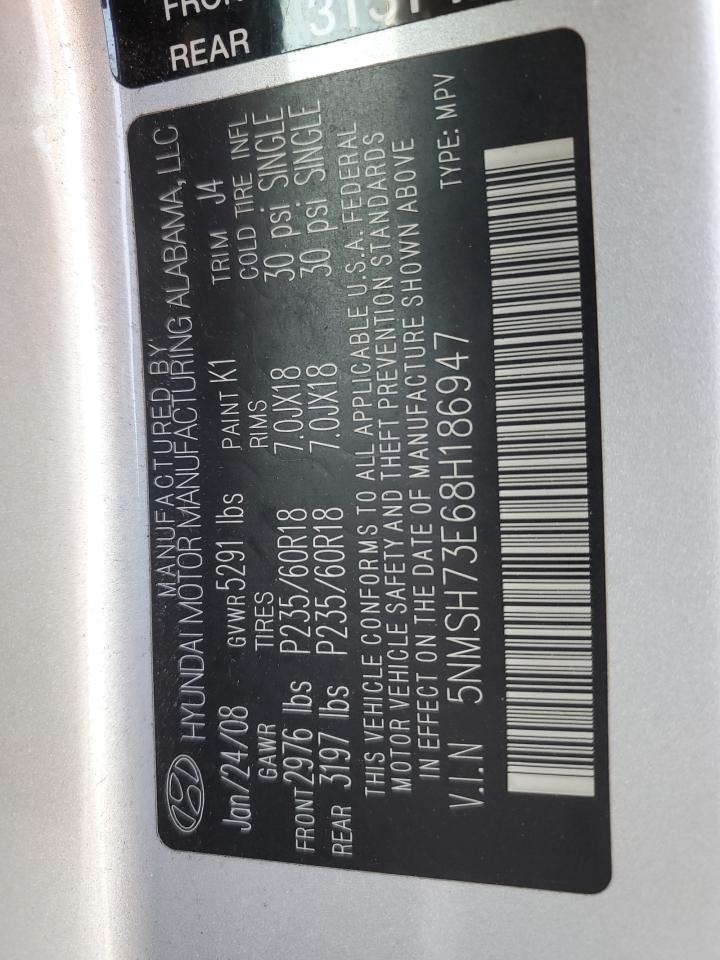 FRONT
REAR
MANUFACTURED BY
HYUNDAI MOTOR MANUFACTURING ALABAMA, LLC
Jan/24/08 GVWR 5291 lbs PAINT K1 TRIM J4
GAWR TIRES RIMS COLD TIRE INFL
FRONT 2976 lbs P235/60R18 7.0JX18 30 psi SINGLE
REAR 3197 lbs P235/60R18 7.0JX18 30 psi SINGLE
THIS VEHICLE CONFORMS TO ALL APPLICABLE U.S.A. FEDERAL
MOTOR VEHICLE SAFETY AND THEFT PREVENTION STANDARDS
IN EFFECT ON THE DATE OF MANUFACTURE SHOWN ABOVE
V.I.N 5NMSH73E68H186947 TYPE: MPV